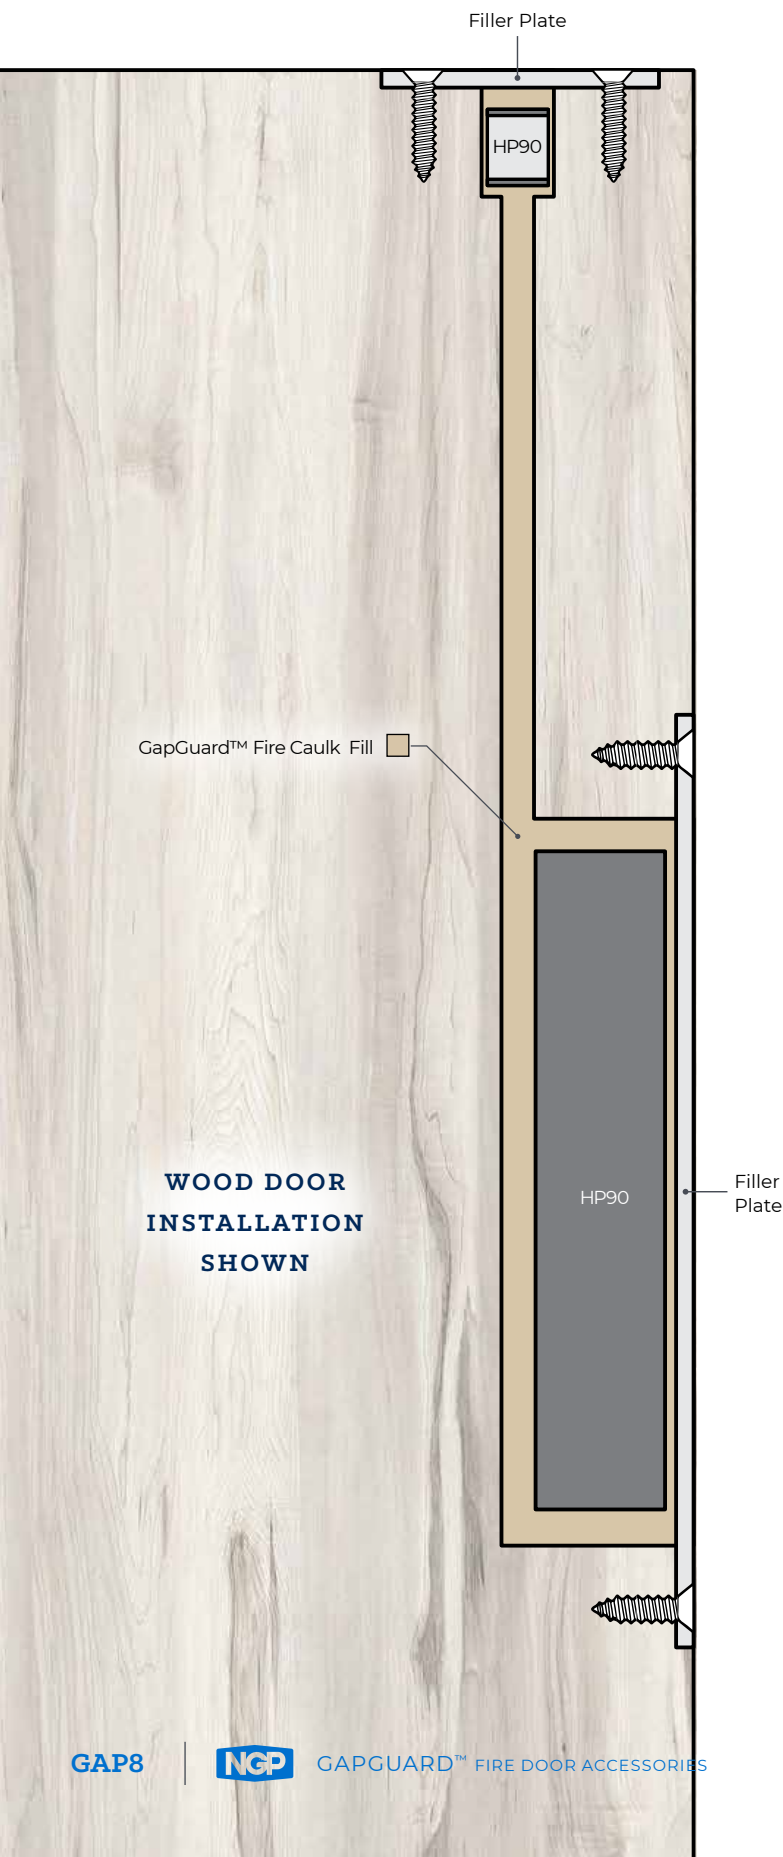 Filler Plate
HP90
GapGuard™ Fire Caulk Fill
WOOD DOOR
INSTALLATION
SHOWN
HP90
Filler
Plate
GAP8 NGP GAPGUARD™ FIRE DOOR ACCESSORIES